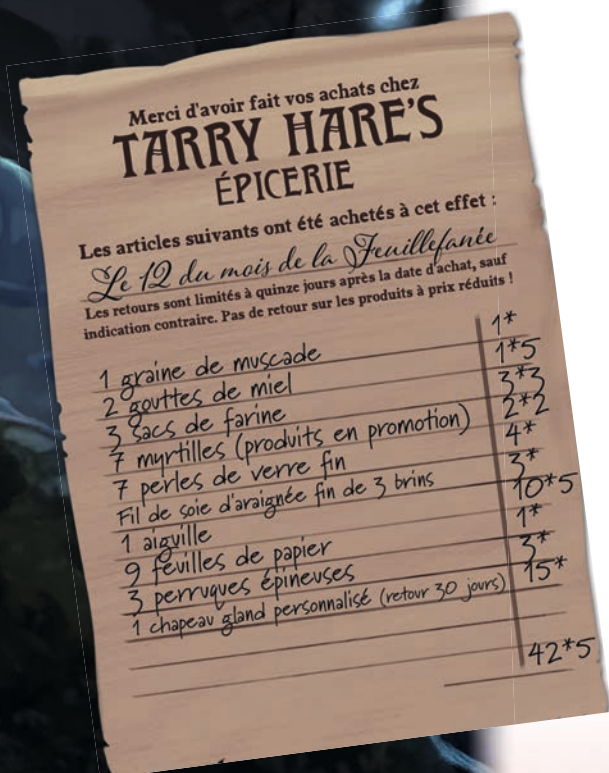 Merci d'avoir fait vos achats chez
TARRY HARE'S
ÉPICERIE
Les articles suivants ont été achetés à cet effet :
Le 12 du mois de la Feuillefanée
Les retours sont limités à quinze jours après la date d'achat, sauf
indication contraire. Pas de retour sur les produits à prix réduits !
1 graine de muscade 1*
2 gouttes de miel 1*5
3 sacs de farine 3*3
7 myrtilles (produits en promotion) 2*2
7 perles de verre fin 4*
Fil de soie d'araignée fin de 3 brins 3*
1 aiguille 10*5
9 feuilles de papier 1*
3 perruques épineuses 3*
1 chapeau gland personnalisé (retour 30 jours) 15*
42*5